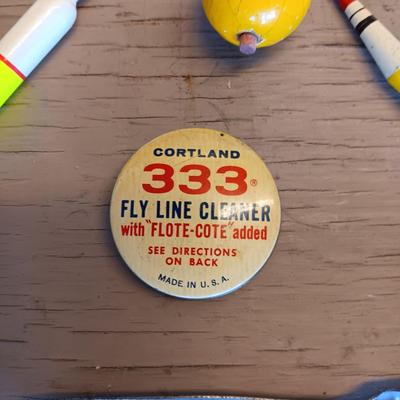 CORTLAND
333®
FLY LINE CLEANER
with "FLOTE-COTE" added
SEE DIRECTIONS
ON BACK
MADE IN U.S.A.